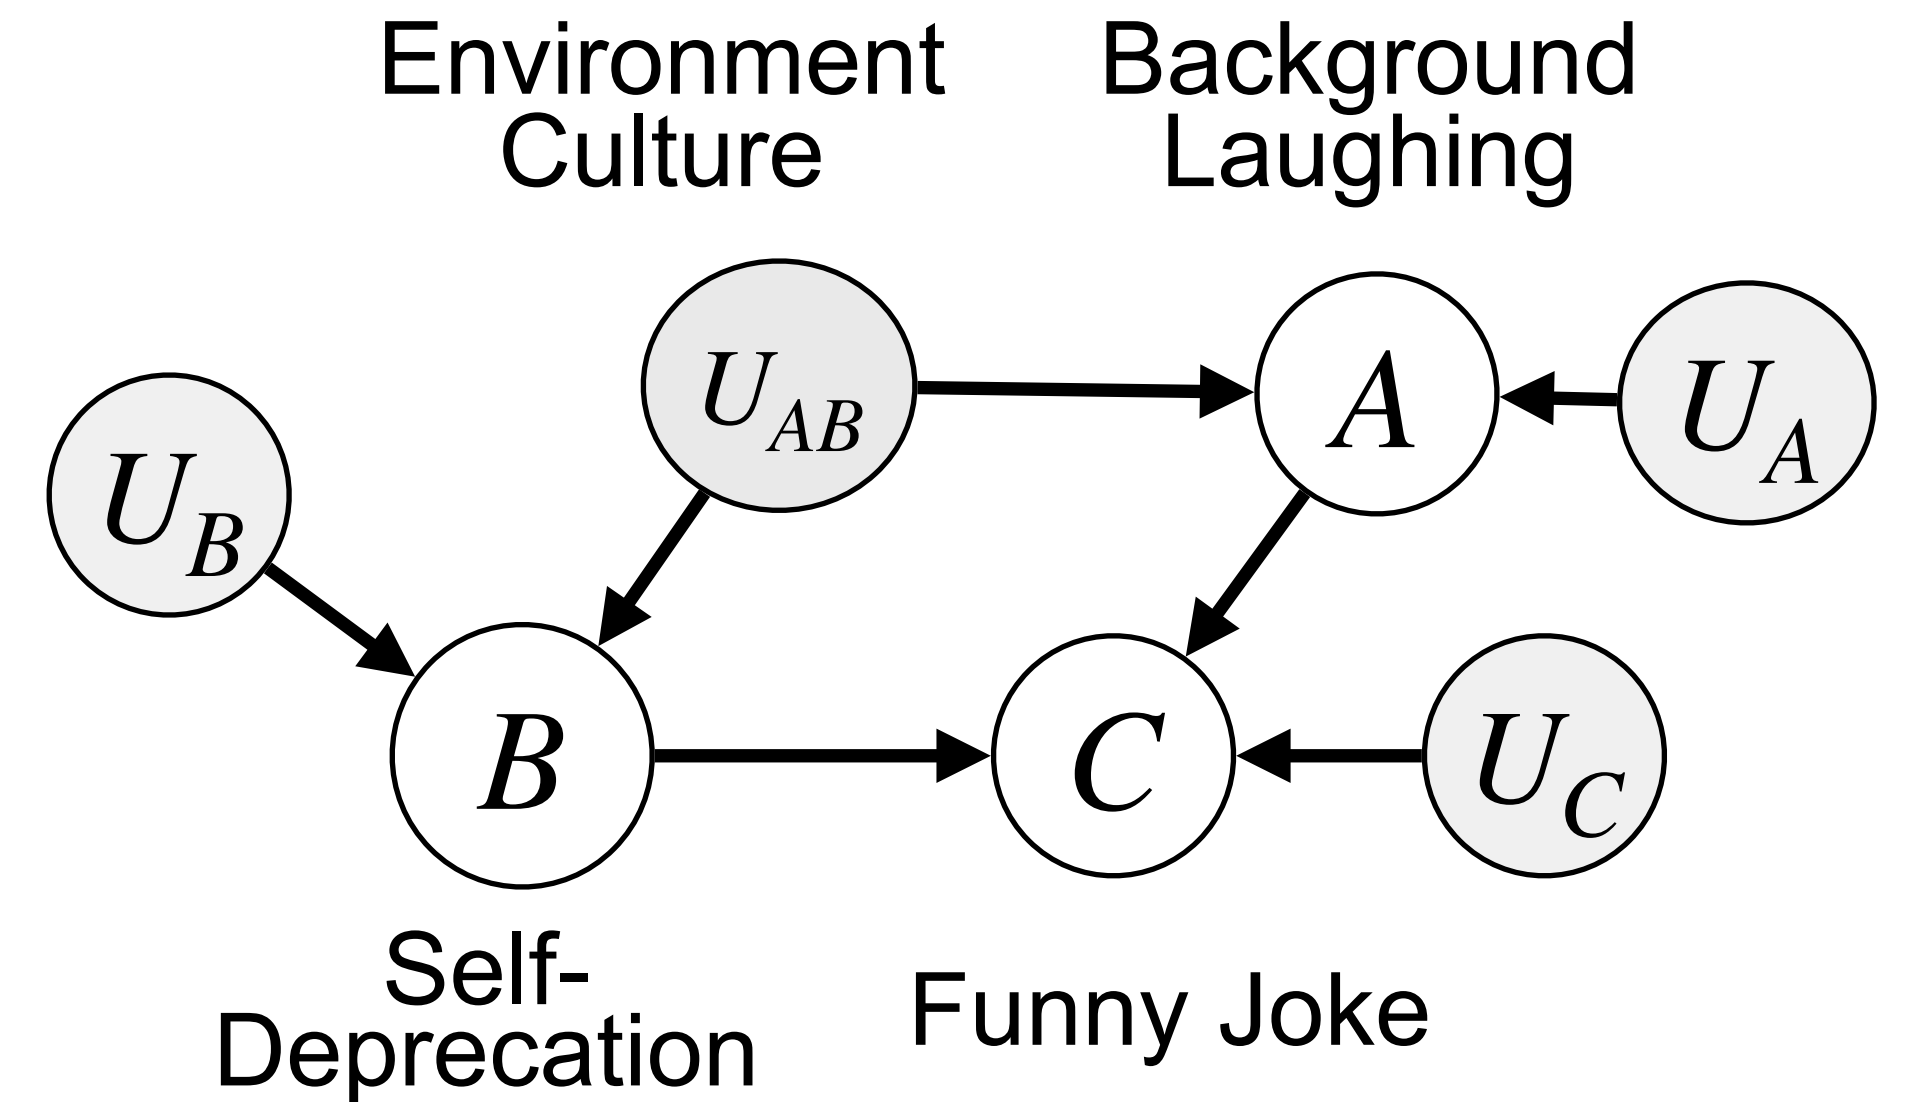 Environment
Culture
Background
Laughing
U_AB
A
U_A
U_B
B
C
U_C
Self-
Deprecation
Funny Joke